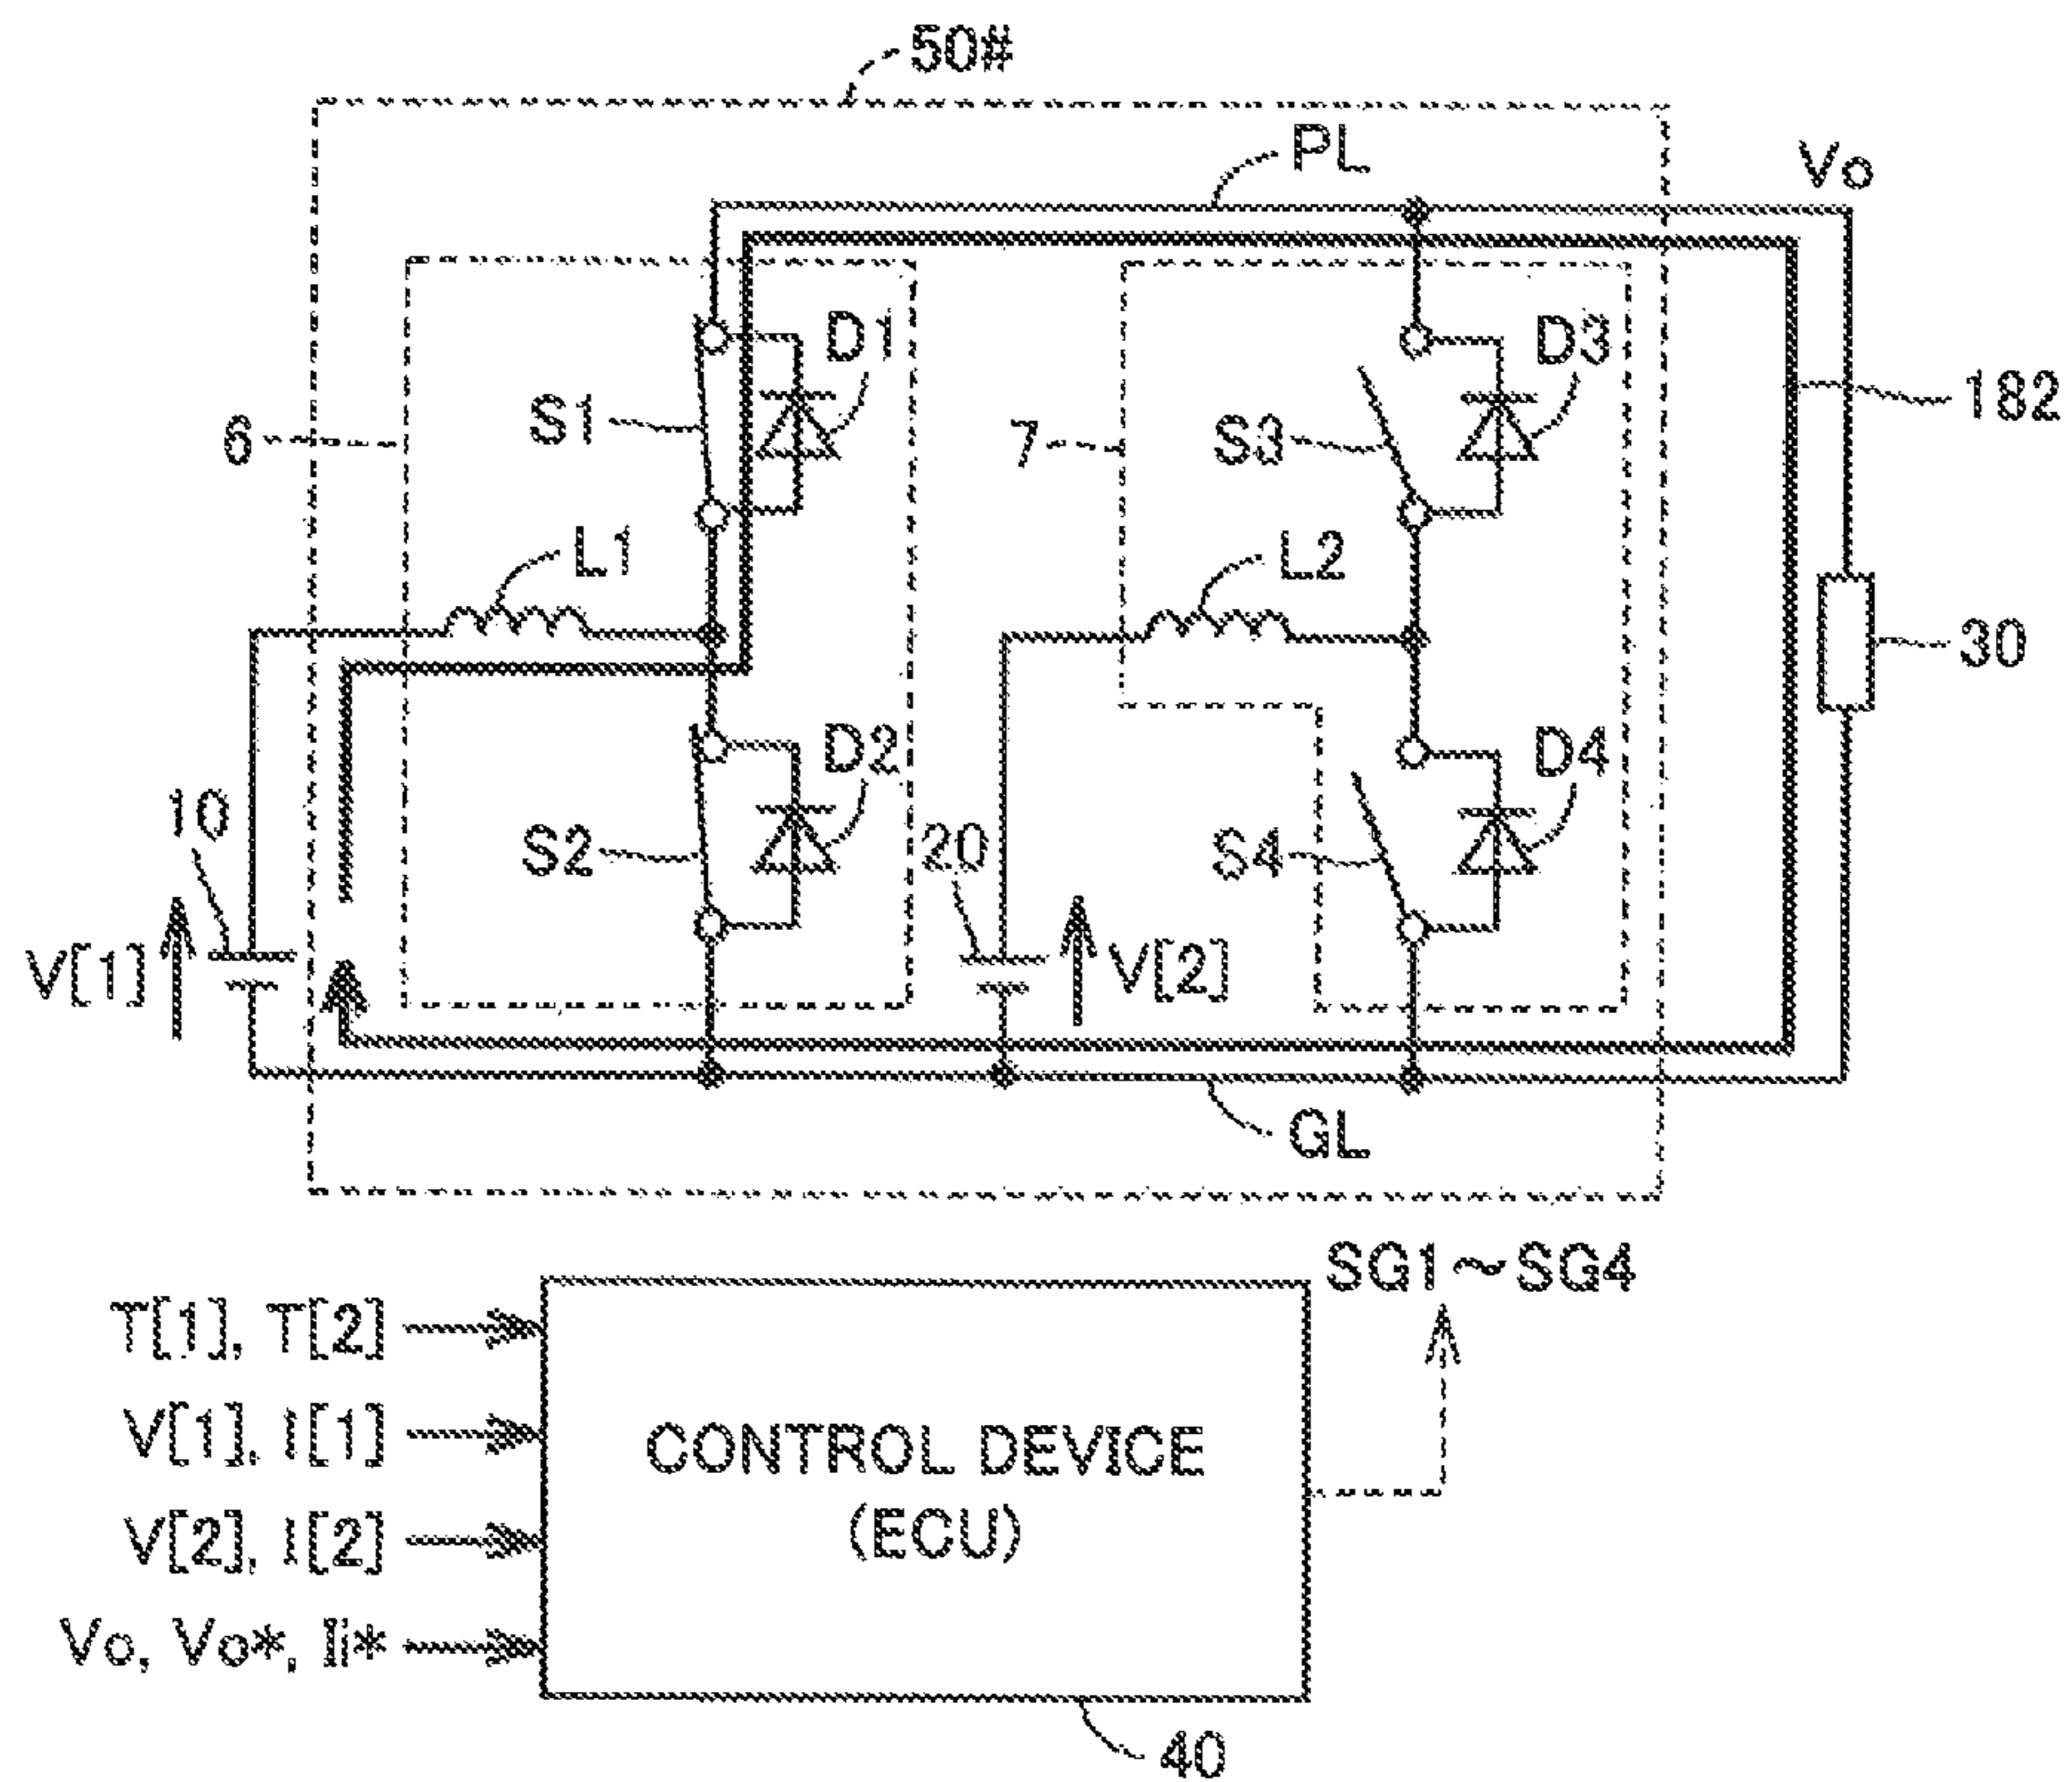 50#
PL
Vo
D1
D3
182
S1
6
7
S3
L1
L2
30
D2
D4
10
S2
20
S4
V[1]
V[2]
GL
SG1~SG4
T[1], T[2]
V[1], I[1]
CONTROL DEVICE
(ECU)
V[2], I[2]
Vo, Vo*, Ii*
40